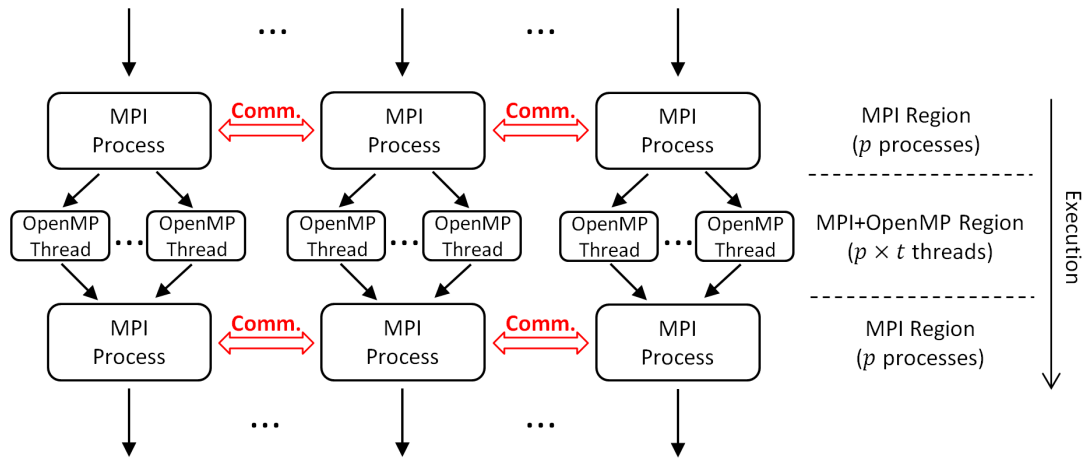 ...
...
MPI
Process
Comm.
MPI
Process
Comm.
MPI
Process
MPI Region
(p processes)
OpenMP
Thread
...
OpenMP
Thread
OpenMP
Thread
...
OpenMP
Thread
OpenMP
Thread
...
OpenMP
Thread
MPI+OpenMP Region
(p × t threads)
Execution
MPI
Process
Comm.
MPI
Process
Comm.
MPI
Process
MPI Region
(p processes)
...
...